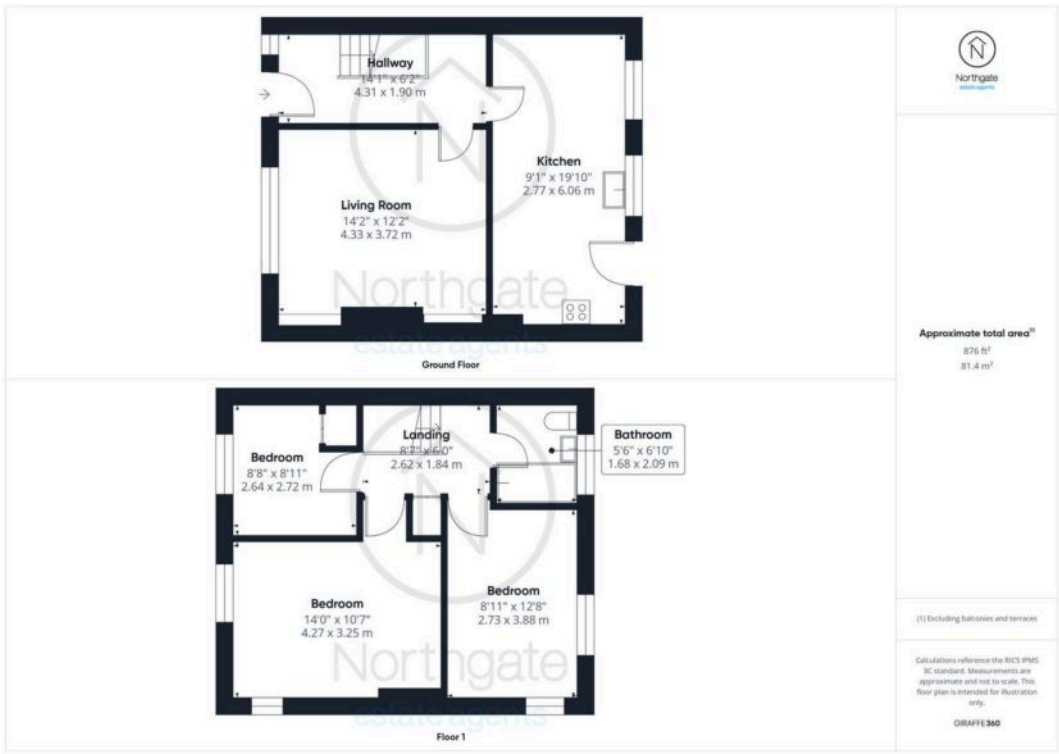 Hallway
14'1" x 6'2"
4.31 x 1.90 m
Kitchen
9'1" x 19'10"
2.77 x 6.06 m
Living Room
14'2" x 12'2"
4.33 x 3.72 m
Northgate
estate agents
Ground Floor
Landing
8'7" x 6'0"
2.62 x 1.84 m
Bathroom
5'6" x 6'10"
1.68 x 2.09 m
Bedroom
8'8" x 8'11"
2.64 x 2.72 m
Bedroom
14'0" x 10'7"
4.27 x 3.25 m
Bedroom
8'11" x 12'8"
2.73 x 3.88 m
Northgate
estate agents
Floor 1
N
Northgate
estate agents
Approximate total area(1)
876 ft²
81.4 m²
(1) Excluding balconies and terraces
Calculations reference the RICS IPMS
3C standard. Measurements are
approximate and not to scale. This
floor plan is intended for illustration
only.
GIRAFFE360